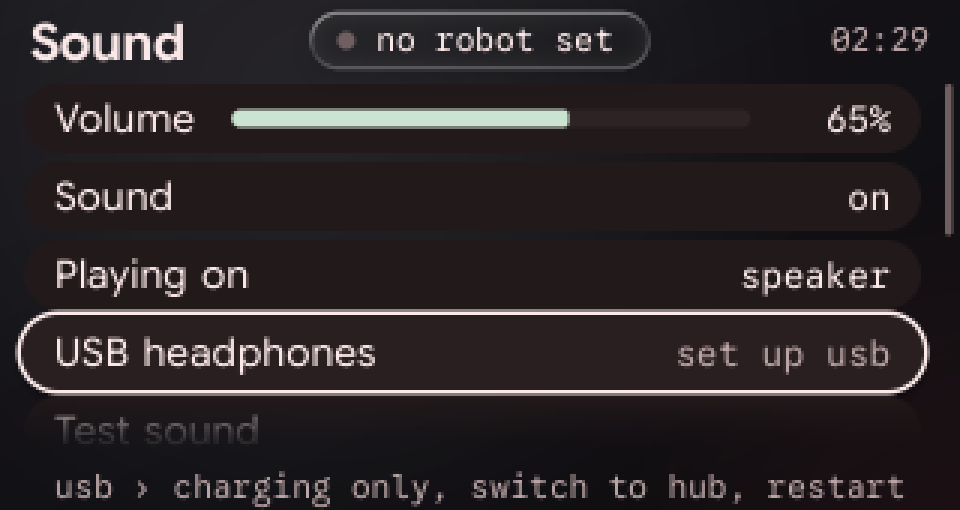 Sound
no robot set
02:29
Volume 65%
Sound on
Playing on speaker
USB headphones set up usb
Test sound
usb › charging only, switch to hub, restart